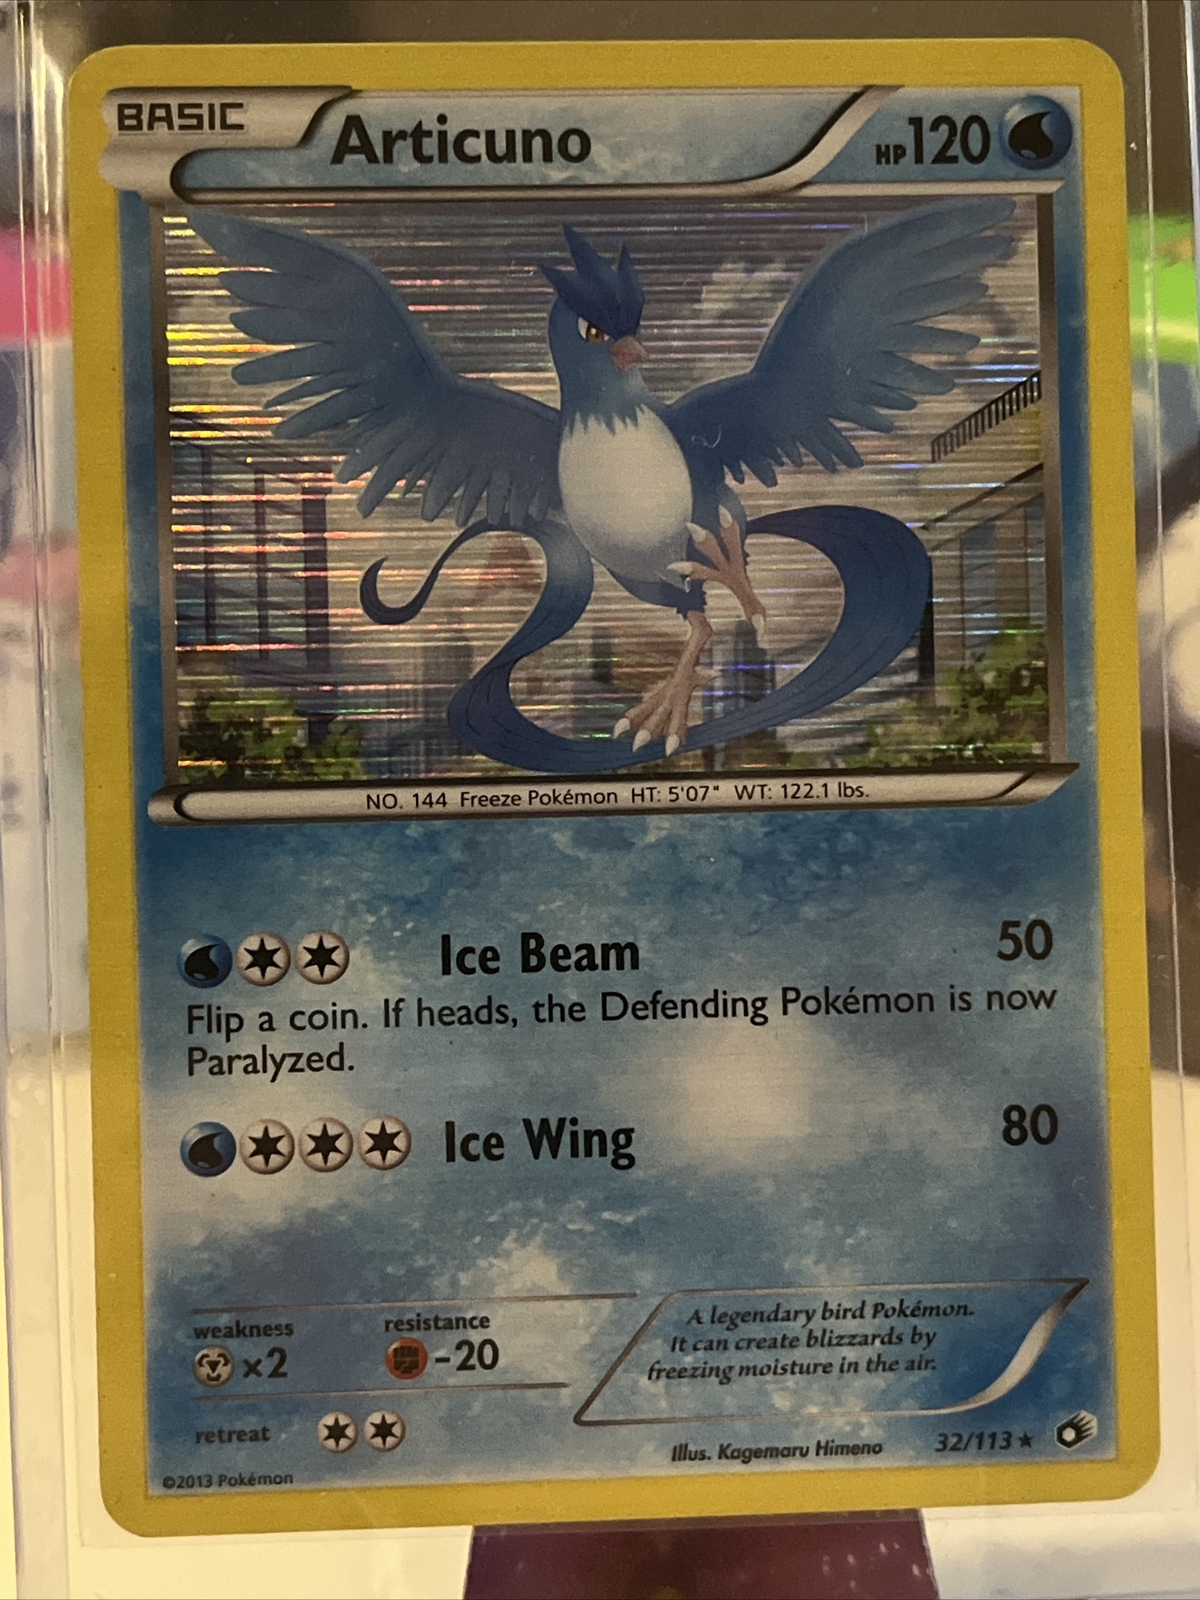 BASIC Articuno HP120
NO. 144 Freeze Pokémon HT: 5'07" WT: 122.1 lbs.
Ice Beam 50
Flip a coin. If heads, the Defending Pokémon is now
Paralyzed.
Ice Wing 80
weakness resistance
×2 -20
retreat
A legendary bird Pokémon.
It can create blizzards by
freezing moisture in the air.
Illus. Kagemaru Himeno 32/113★
©2013 Pokémon